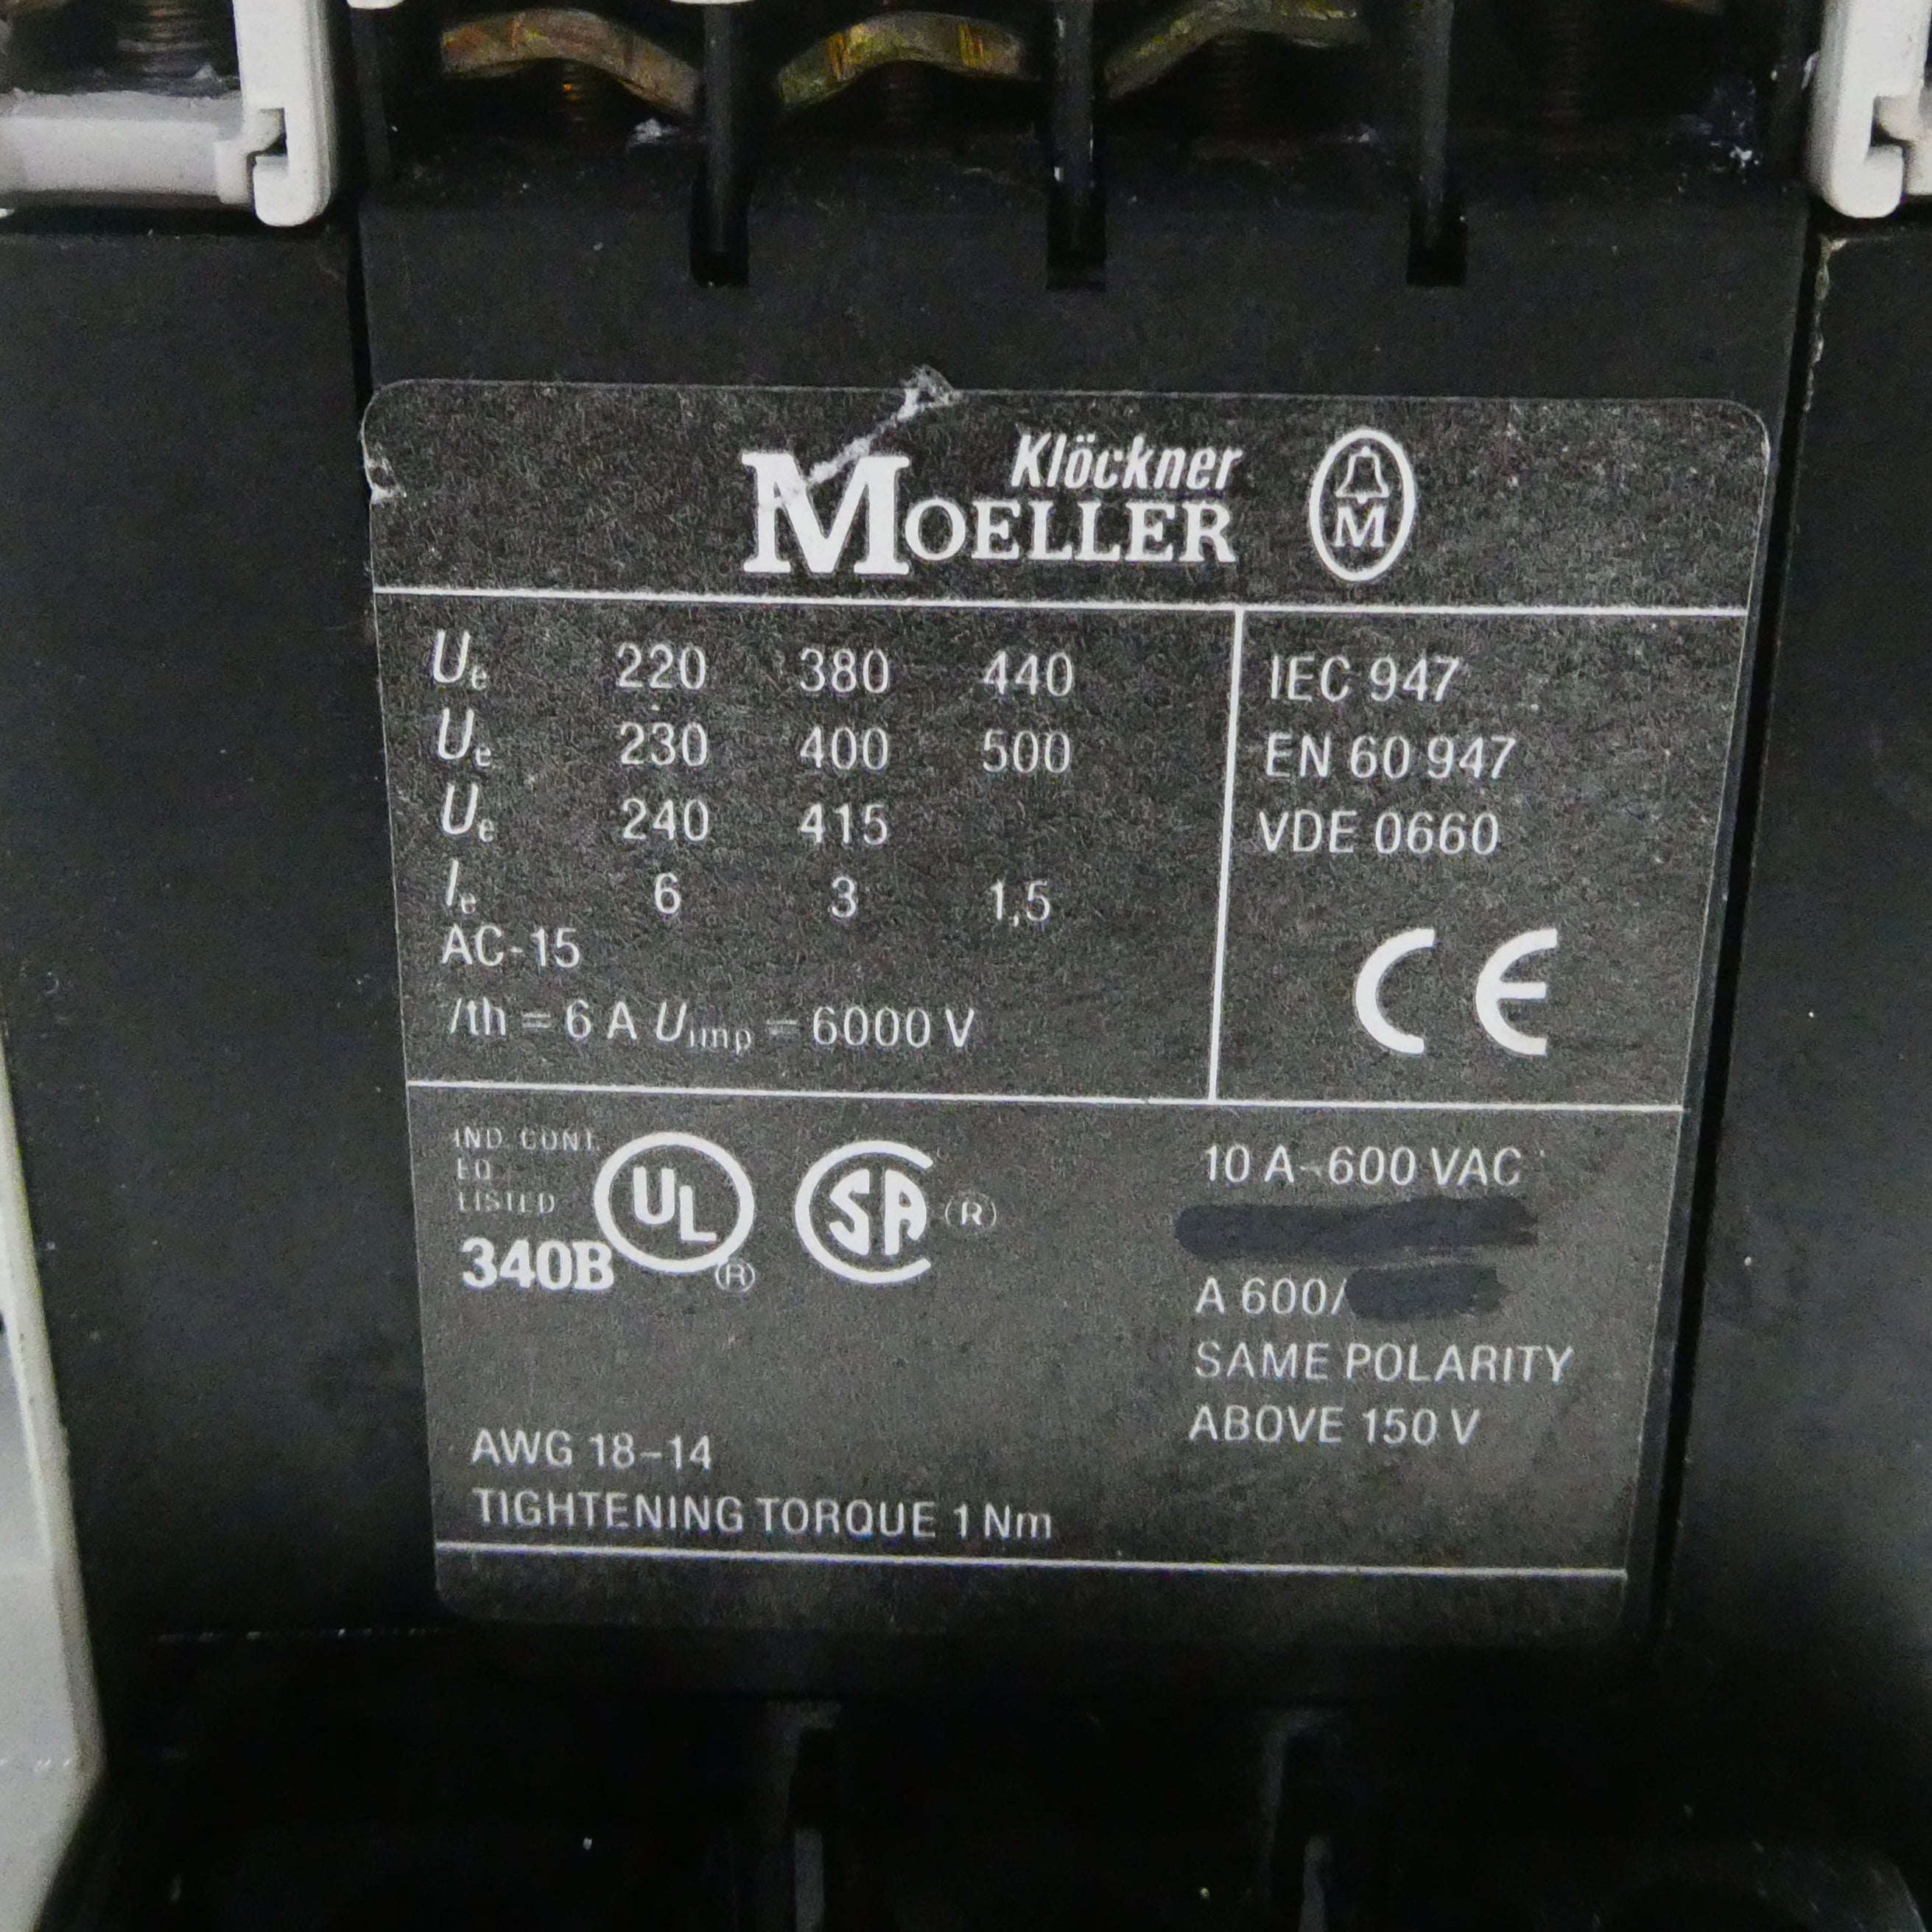 Klöckner
MOELLER
M
Ue 220 380 440
Ue 230 400 500
Ue 240 415
Ie 6 3 1,5
AC-15
Ith = 6 A Uimp = 6000 V
IEC 947
EN 60 947
VDE 0660
CE
IND. CONT.
EQ
LISTED
340B
UL (R)
SA (R)
10 A-600 VAC
A 600/
SAME POLARITY
ABOVE 150 V
AWG 18-14
TIGHTENING TORQUE 1 Nm